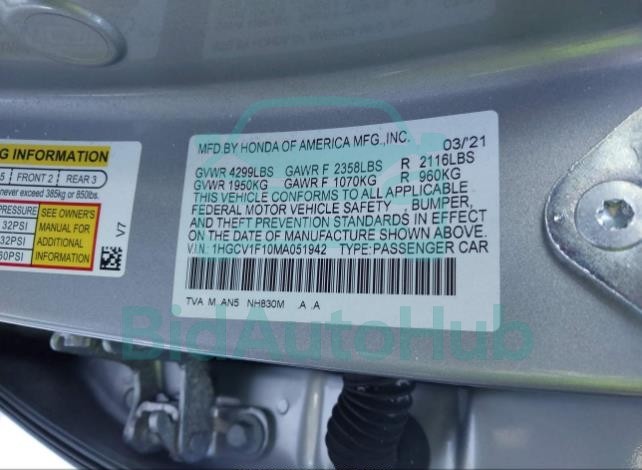 MFD BY HONDA OF AMERICA MFG.,INC. 03/'21
GVWR 4299LBS GAWR F 2358LBS R 2116LBS
GVWR 1950KG GAWR F 1070KG R 960KG
THIS VEHICLE CONFORMS TO ALL APPLICABLE
FEDERAL MOTOR VEHICLE SAFETY , BUMPER,
AND THEFT PREVENTION STANDARDS IN EFFECT
ON THE DATE OF MANUFACTURE SHOWN ABOVE.
V.I.N. : 1HGCV1F10MA051942 TYPE:PASSENGER CAR
TVA M AN5 NH830M .A .A
G INFORMATION
5 FRONT 2 REAR 3
never exceed 385kg or 850lbs.
PRESSURE
32PSI
32PSI
60PSI
SEE OWNER'S
MANUAL FOR
ADDITIONAL
INFORMATION
V7
BidAutoHub